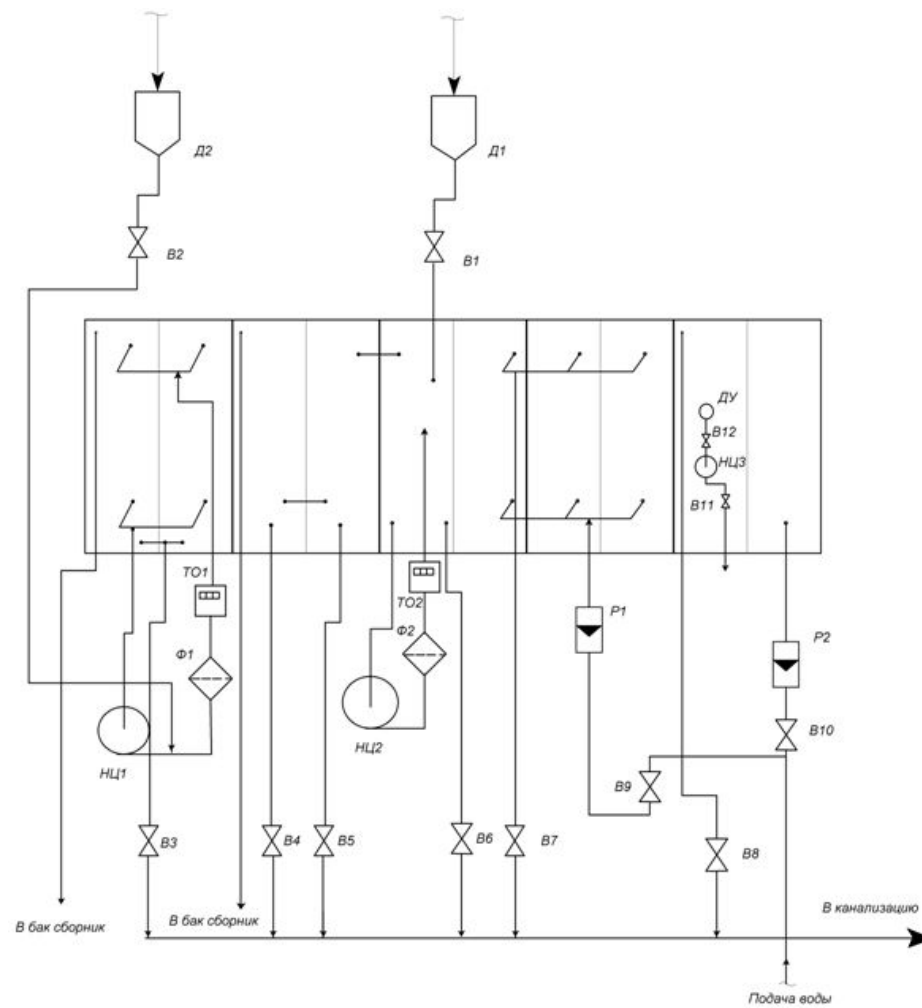 Д2
Д1
В2
В1
ДУ
В12
НЦ3
В11
ТО1
ТО2
Р1
Ф1
Ф2
Р2
НЦ1
НЦ2
В10
В9
В3
В4
В5
В6
В7
В8
В бак сборник
В бак сборник
В канализацию
Подача воды